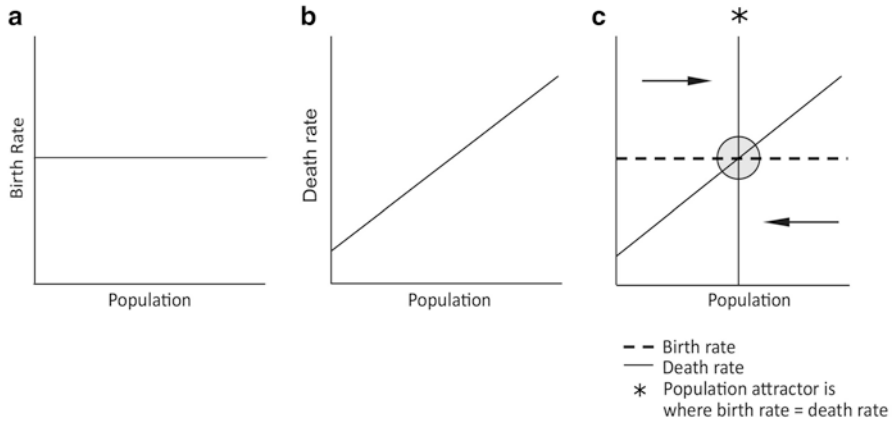 a
Birth Rate
Population
b
Death rate
Population
c
*
Population
Birth rate
Death rate
* Population attractor is
where birth rate = death rate